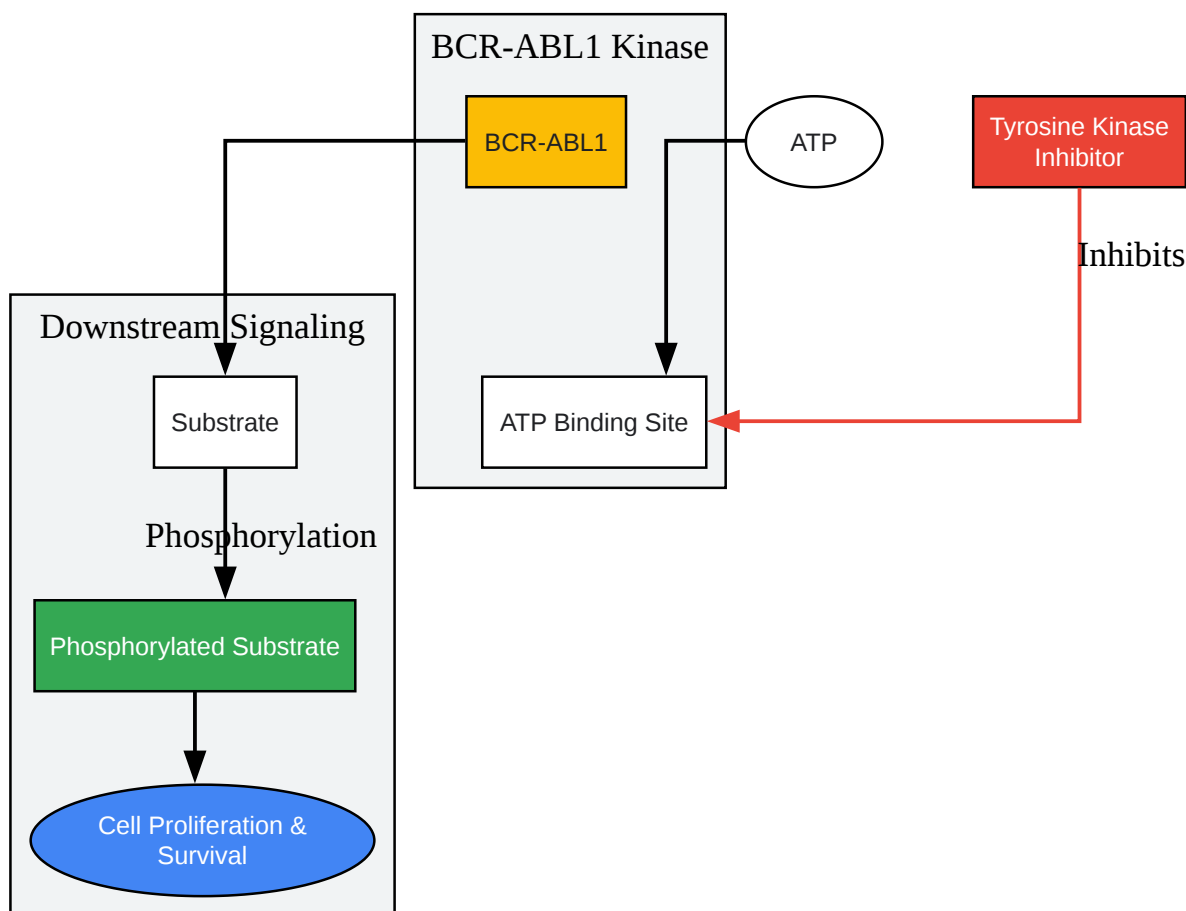 BCR-ABL1 Kinase
BCR-ABL1
ATP
Tyrosine Kinase
Inhibitor
Inhibits
Downstream Signaling
Substrate
ATP Binding Site
Phosphorylation
Phosphorylated Substrate
Cell Proliferation &
Survival